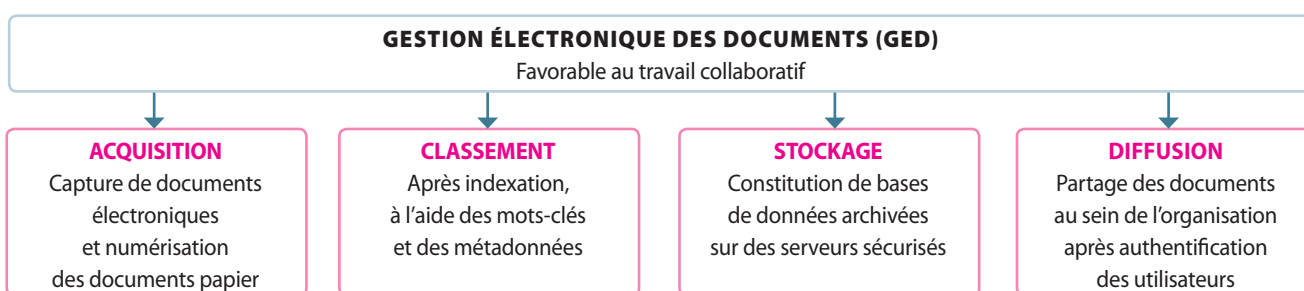 GESTION ÉLECTRONIQUE DES DOCUMENTS (GED)
Favorable au travail collaboratif
ACQUISITION
Capture de documents
électroniques
et numérisation
des documents papier
CLASSEMENT
Après indexation,
à l’aide des mots-clés
et des métadonnées
STOCKAGE
Constitution de bases
de données archivées
sur des serveurs sécurisés
DIFFUSION
Partage des documents
au sein de l’organisation
après authentification
des utilisateurs